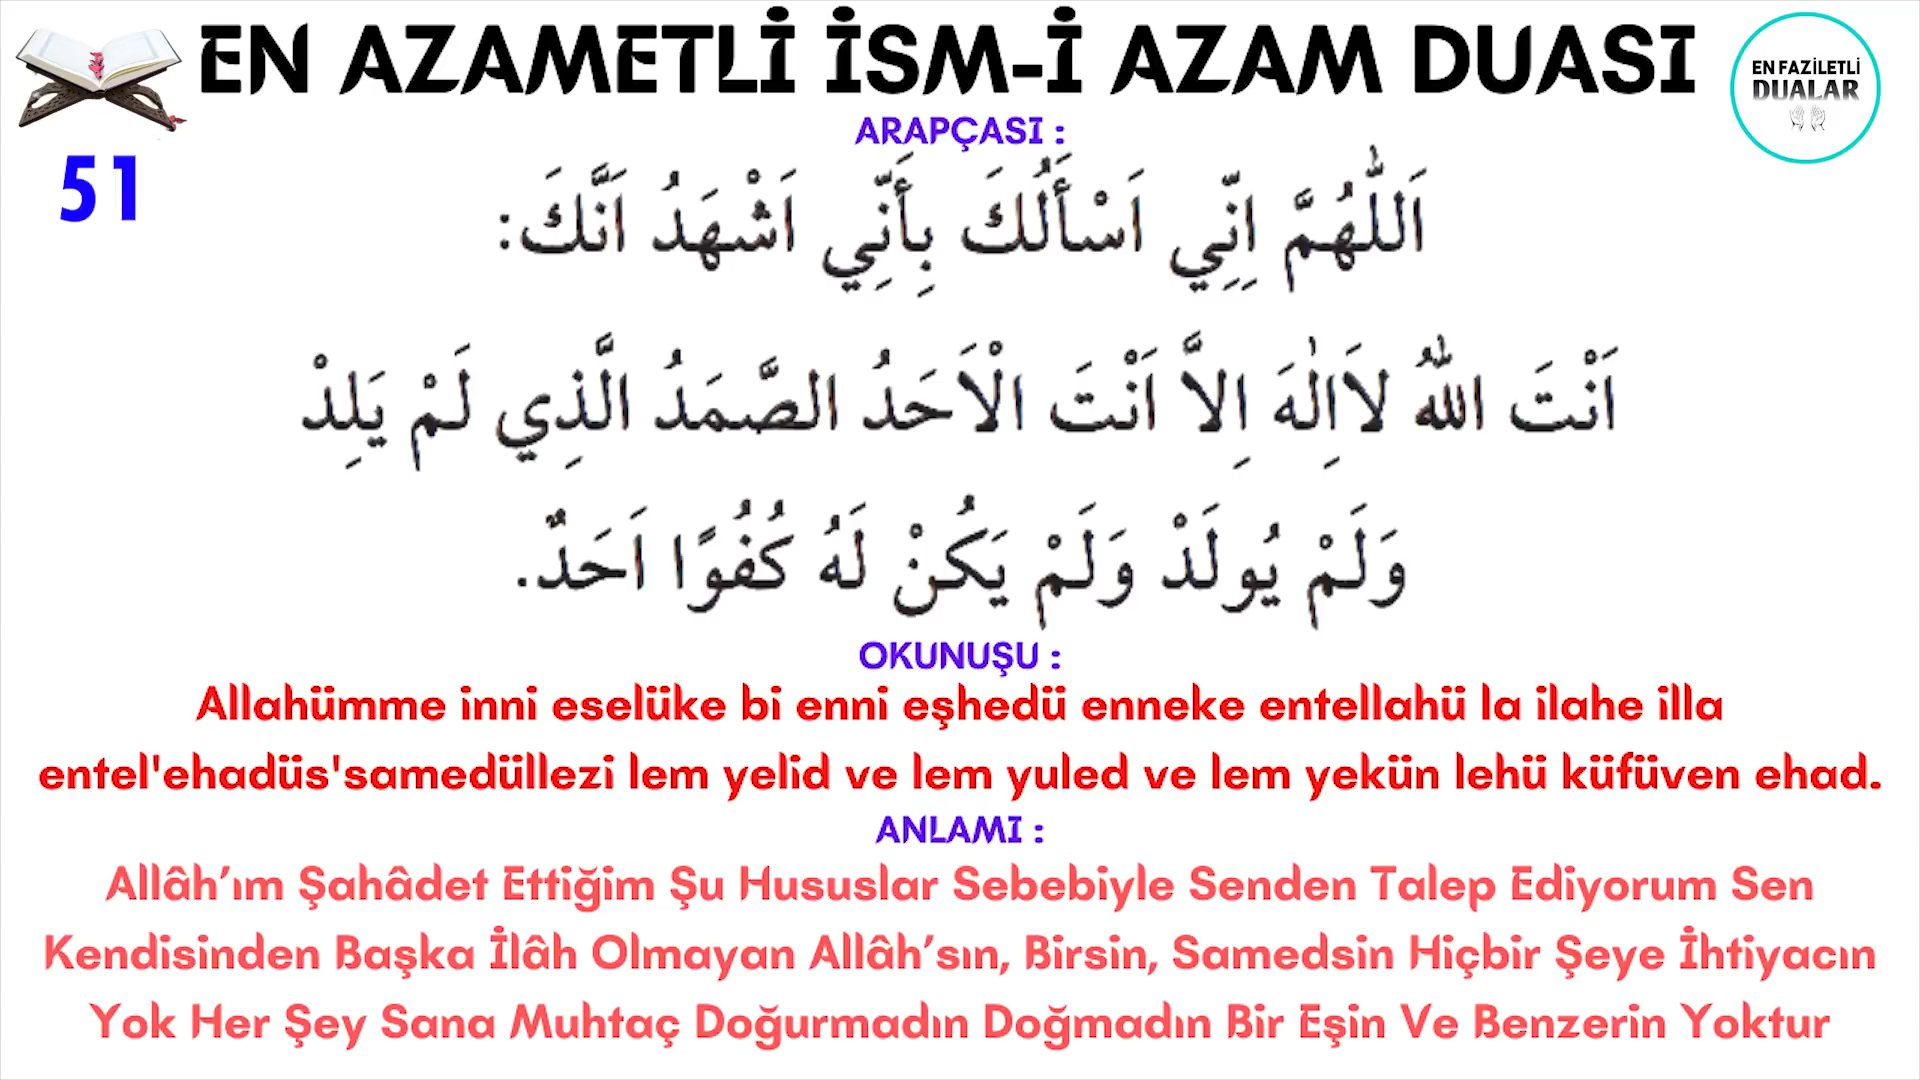 EN AZAMETLİ İSM-İ AZAM DUASI
EN FAZİLETLİ
DUALAR
51
ARAPÇASI :
اَللّٰهُمَّ اِنِّي اَسْأَلُكَ بِأَنِّي اَشْهَدُ اَنَّكَ:
اَنْتَ اللّٰهُ لاَاِلٰهَ اِلاَّ اَنْتَ الْاَحَدُ الصَّمَدُ الَّذِي لَمْ يَلِدْ
وَلَمْ يُولَدْ وَلَمْ يَكُنْ لَهُ كُفُوًا اَحَدٌ.
OKUNUŞU :
Allahümme inni eselüke bi enni eşhedü enneke entellahü la ilahe illa
entel'ehadüs'samedüllezi lem yelid ve lem yuled ve lem yekün lehü küfüven ehad.
ANLAMI :
Allâh’ım Şahâdet Ettiğim Şu Hususlar Sebebiyle Senden Talep Ediyorum Sen
Kendisinden Başka İlâh Olmayan Allâh’sın, Birsin, Samedsin Hiçbir Şeye İhtiyacın
Yok Her Şey Sana Muhtaç Doğurmadın Doğmadın Bir Eşin Ve Benzerin Yoktur